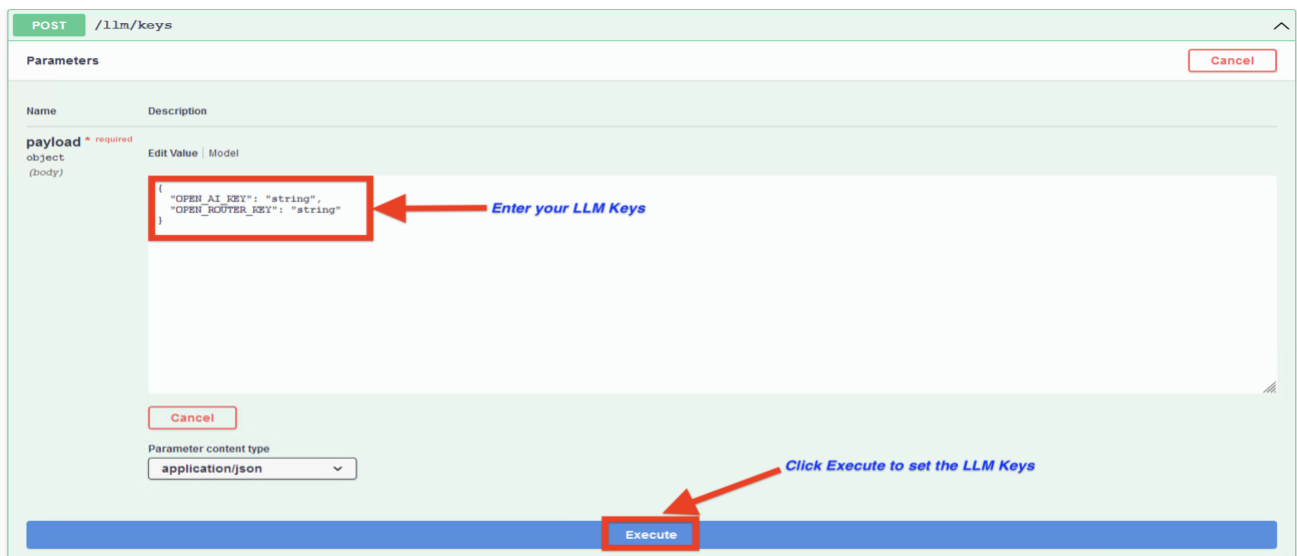 POST /llm/keys
Parameters
Cancel
Name Description
payload * required
object
(body)
Edit Value | Model
{
"OPEN_AI_KEY": "string",
"OPEN_ROUTER_KEY": "string"
}
Enter your LLM Keys
Cancel
Parameter content type
application/json
Click Execute to set the LLM Keys
Execute